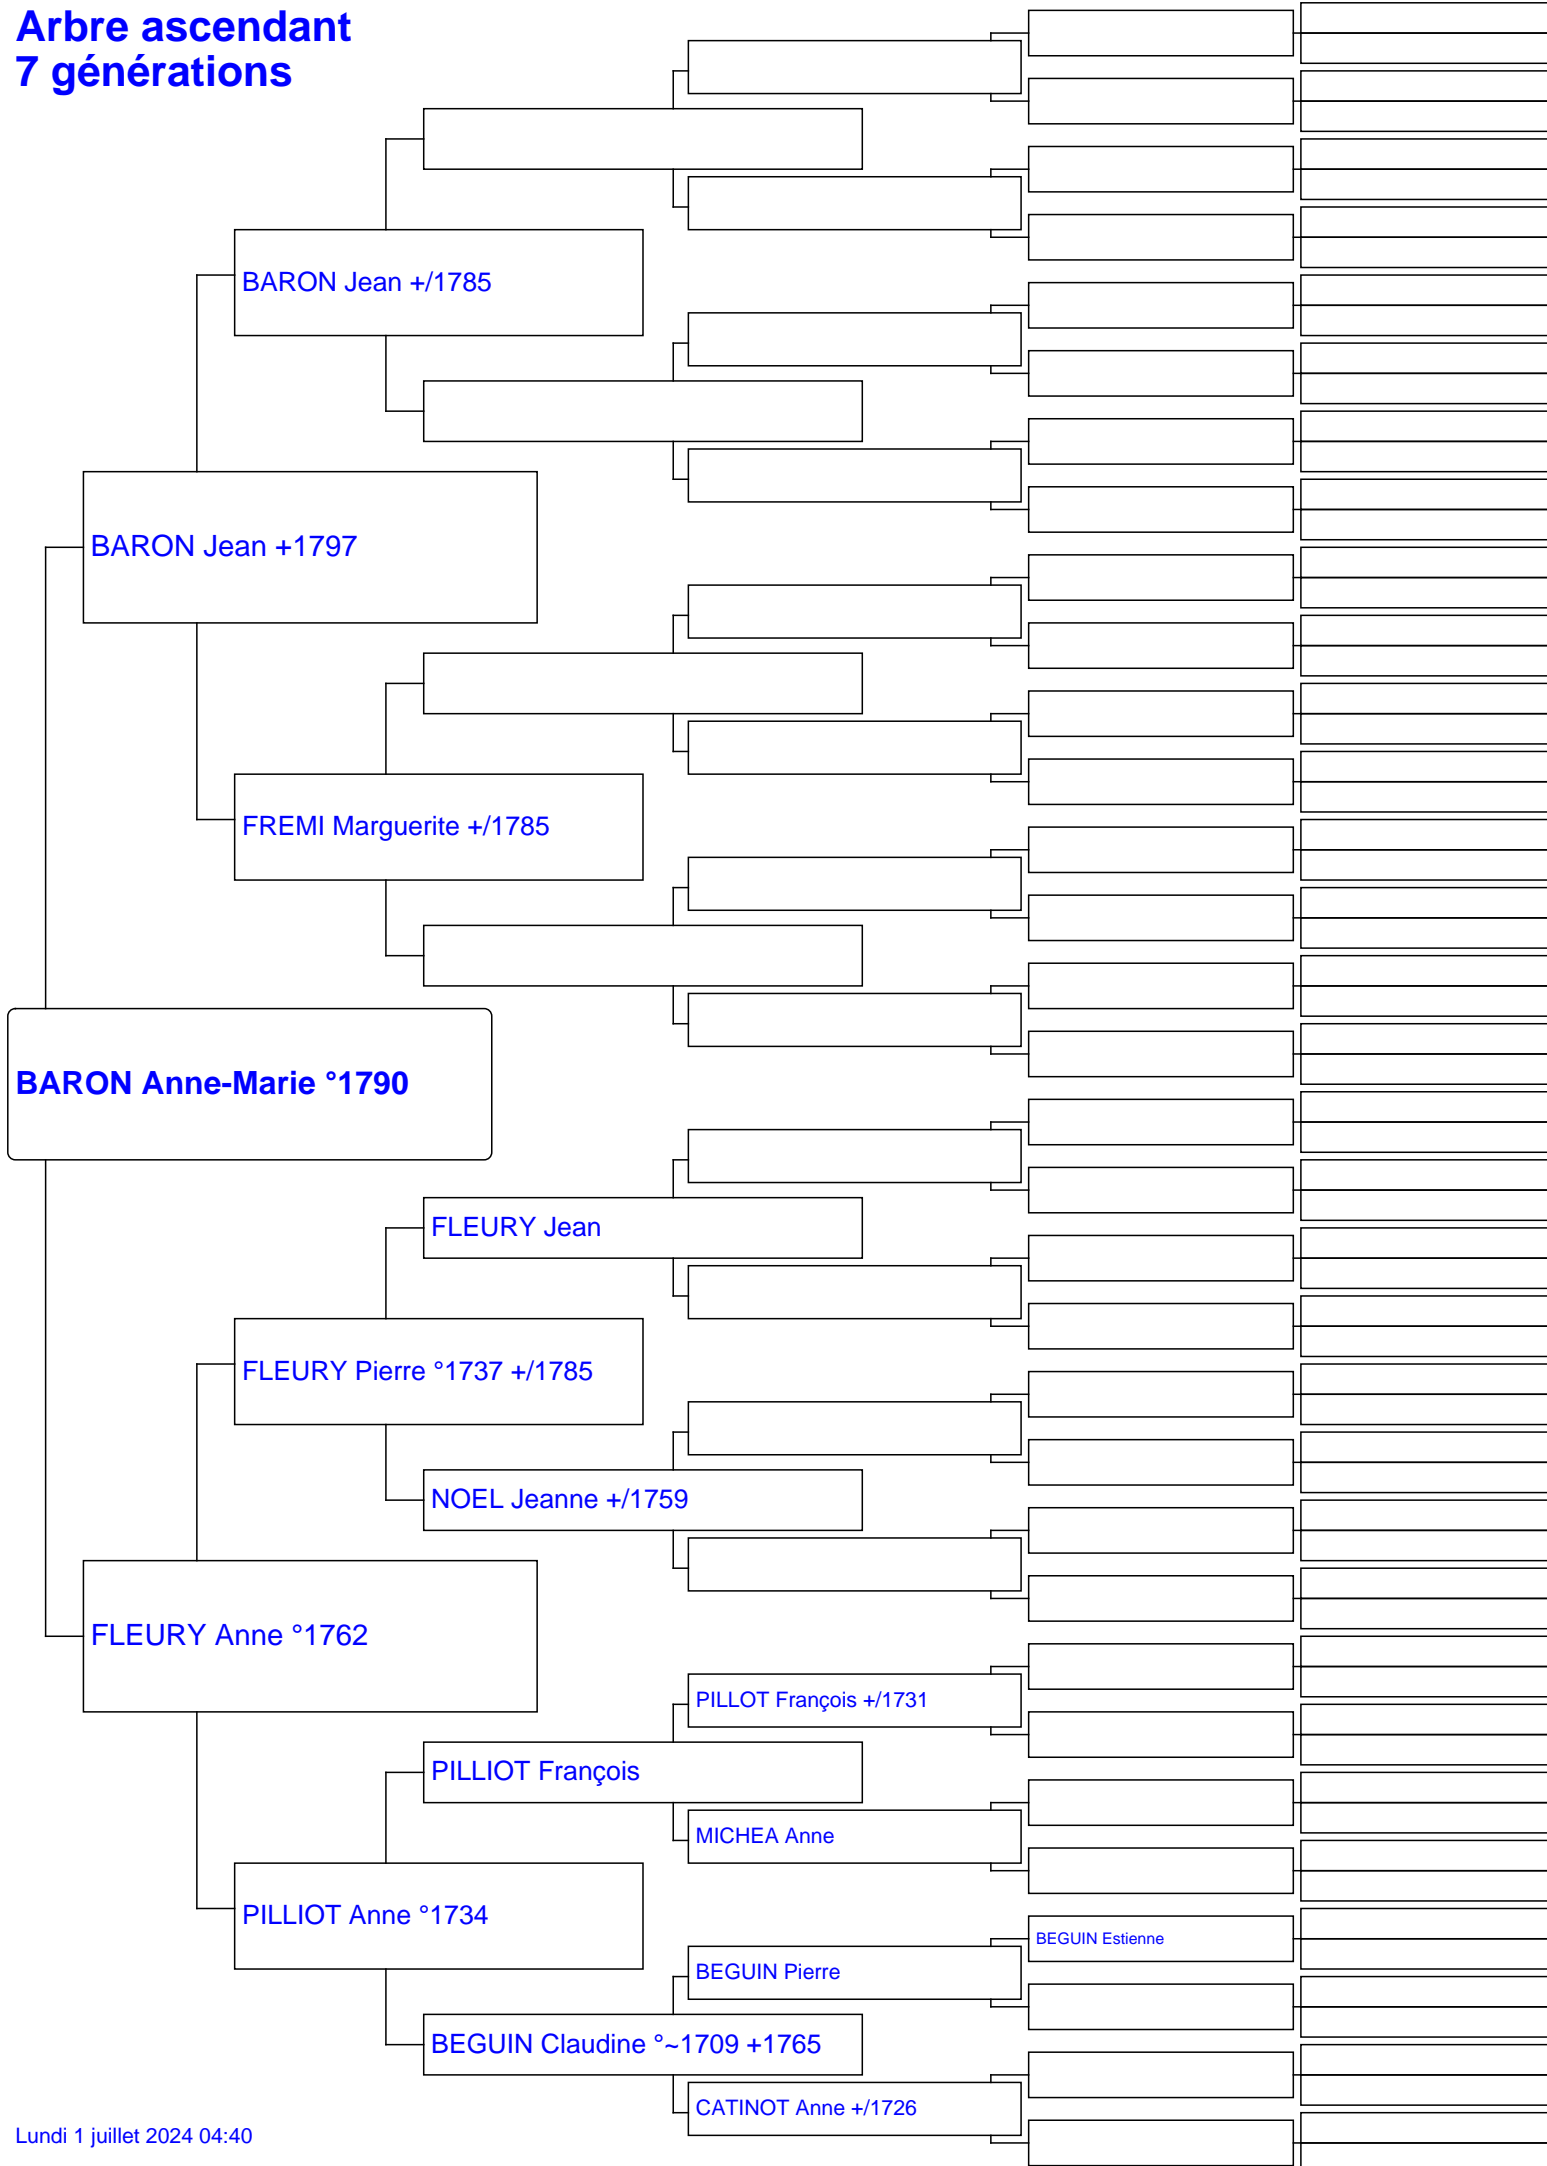 Arbre ascendant
7 générations
BARON Jean +/1785
BARON Jean +1797
FREMI Marguerite +/1785
BARON Anne-Marie °1790
FLEURY Jean
FLEURY Pierre °1737 +/1785
NOEL Jeanne +/1759
FLEURY Anne °1762
PILLOT François +/1731
PILLIOT François
MICHEA Anne
PILLIOT Anne °1734
BEGUIN Estienne
BEGUIN Pierre
BEGUIN Claudine °~1709 +1765
CATINOT Anne +/1726
Lundi 1 juillet 2024 04:40